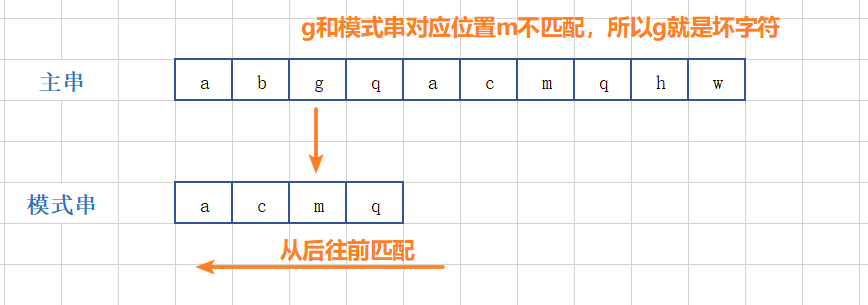 g和模式串对应位置m不匹配，所以g就是坏字符
主串 a b g q a c m q h w
模式串 a c m q
从后往前匹配